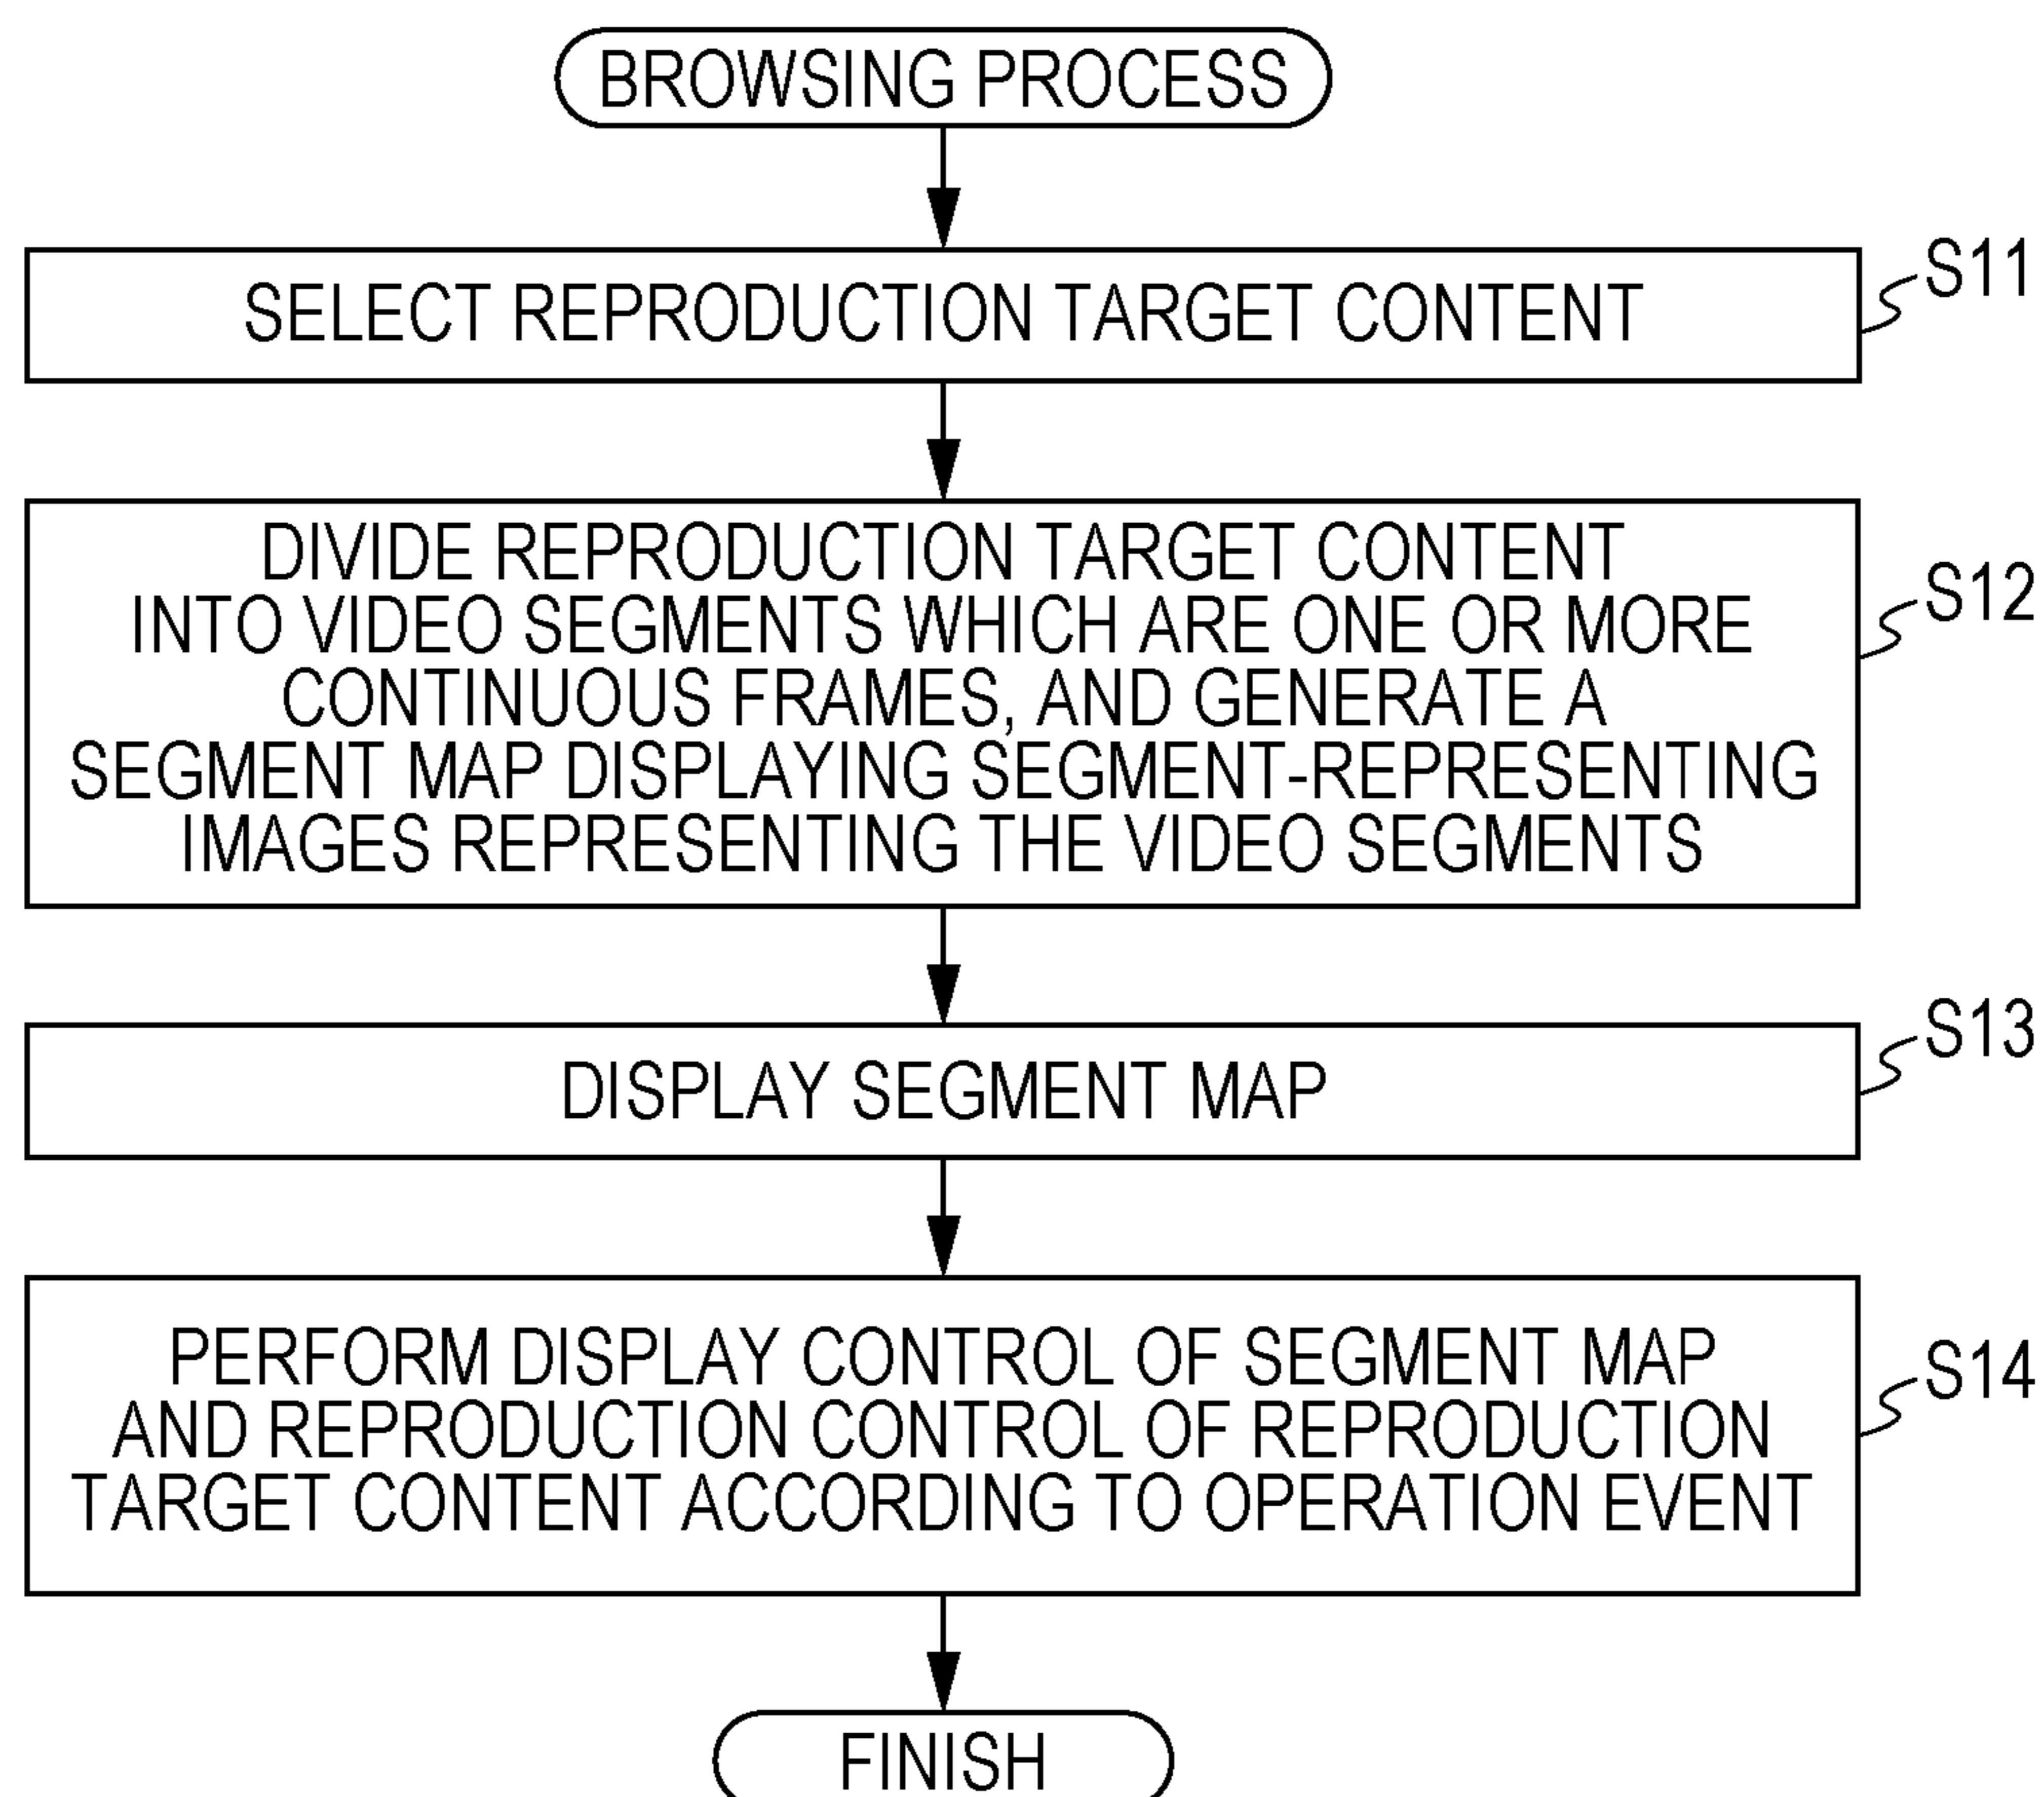 BROWSING PROCESS
SELECT REPRODUCTION TARGET CONTENT
S11
DIVIDE REPRODUCTION TARGET CONTENT
INTO VIDEO SEGMENTS WHICH ARE ONE OR MORE
CONTINUOUS FRAMES, AND GENERATE A
SEGMENT MAP DISPLAYING SEGMENT-REPRESENTING
IMAGES REPRESENTING THE VIDEO SEGMENTS
S12
DISPLAY SEGMENT MAP
S13
PERFORM DISPLAY CONTROL OF SEGMENT MAP
AND REPRODUCTION CONTROL OF REPRODUCTION
TARGET CONTENT ACCORDING TO OPERATION EVENT
S14
FINISH